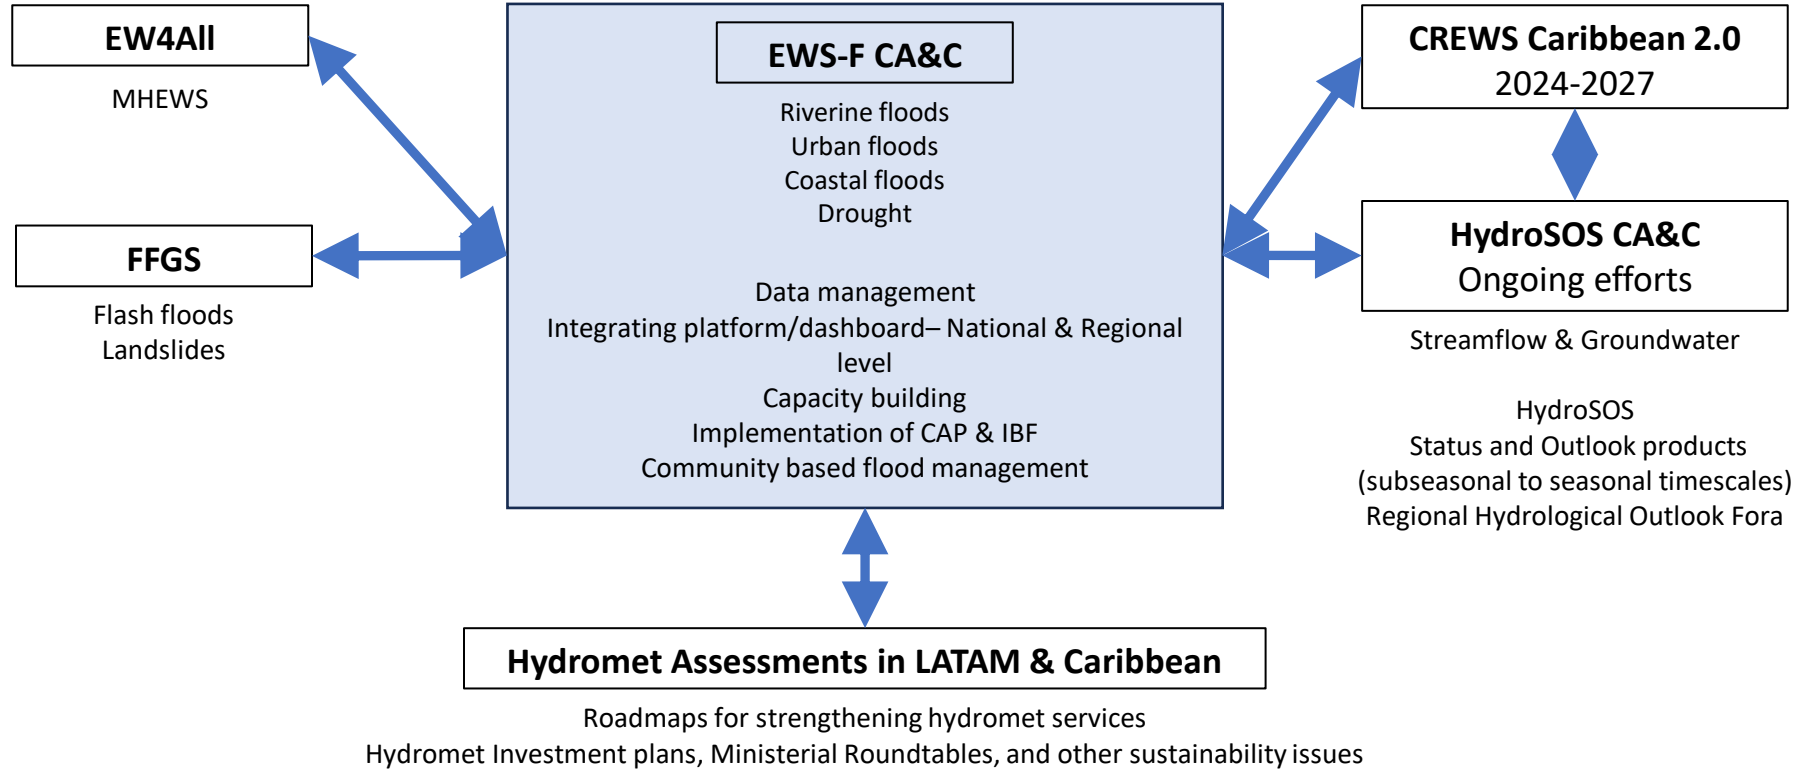 EW4All
MHEWS
FFGS
Flash floods
Landslides
EWS-F CA&C
Riverine floods
Urban floods
Coastal floods
Drought
Data management
Integrating platform/dashboard– National & Regional
level
Capacity building
Implementation of CAP & IBF
Community based flood management
CREWS Caribbean 2.0
2024-2027
HydroSOS CA&C
Ongoing efforts
Streamflow & Groundwater
HydroSOS
Status and Outlook products
(subseasonal to seasonal timescales)
Regional Hydrological Outlook Fora
Hydromet Assessments in LATAM & Caribbean
Roadmaps for strengthening hydromet services
Hydromet Investment plans, Ministerial Roundtables, and other sustainability issues